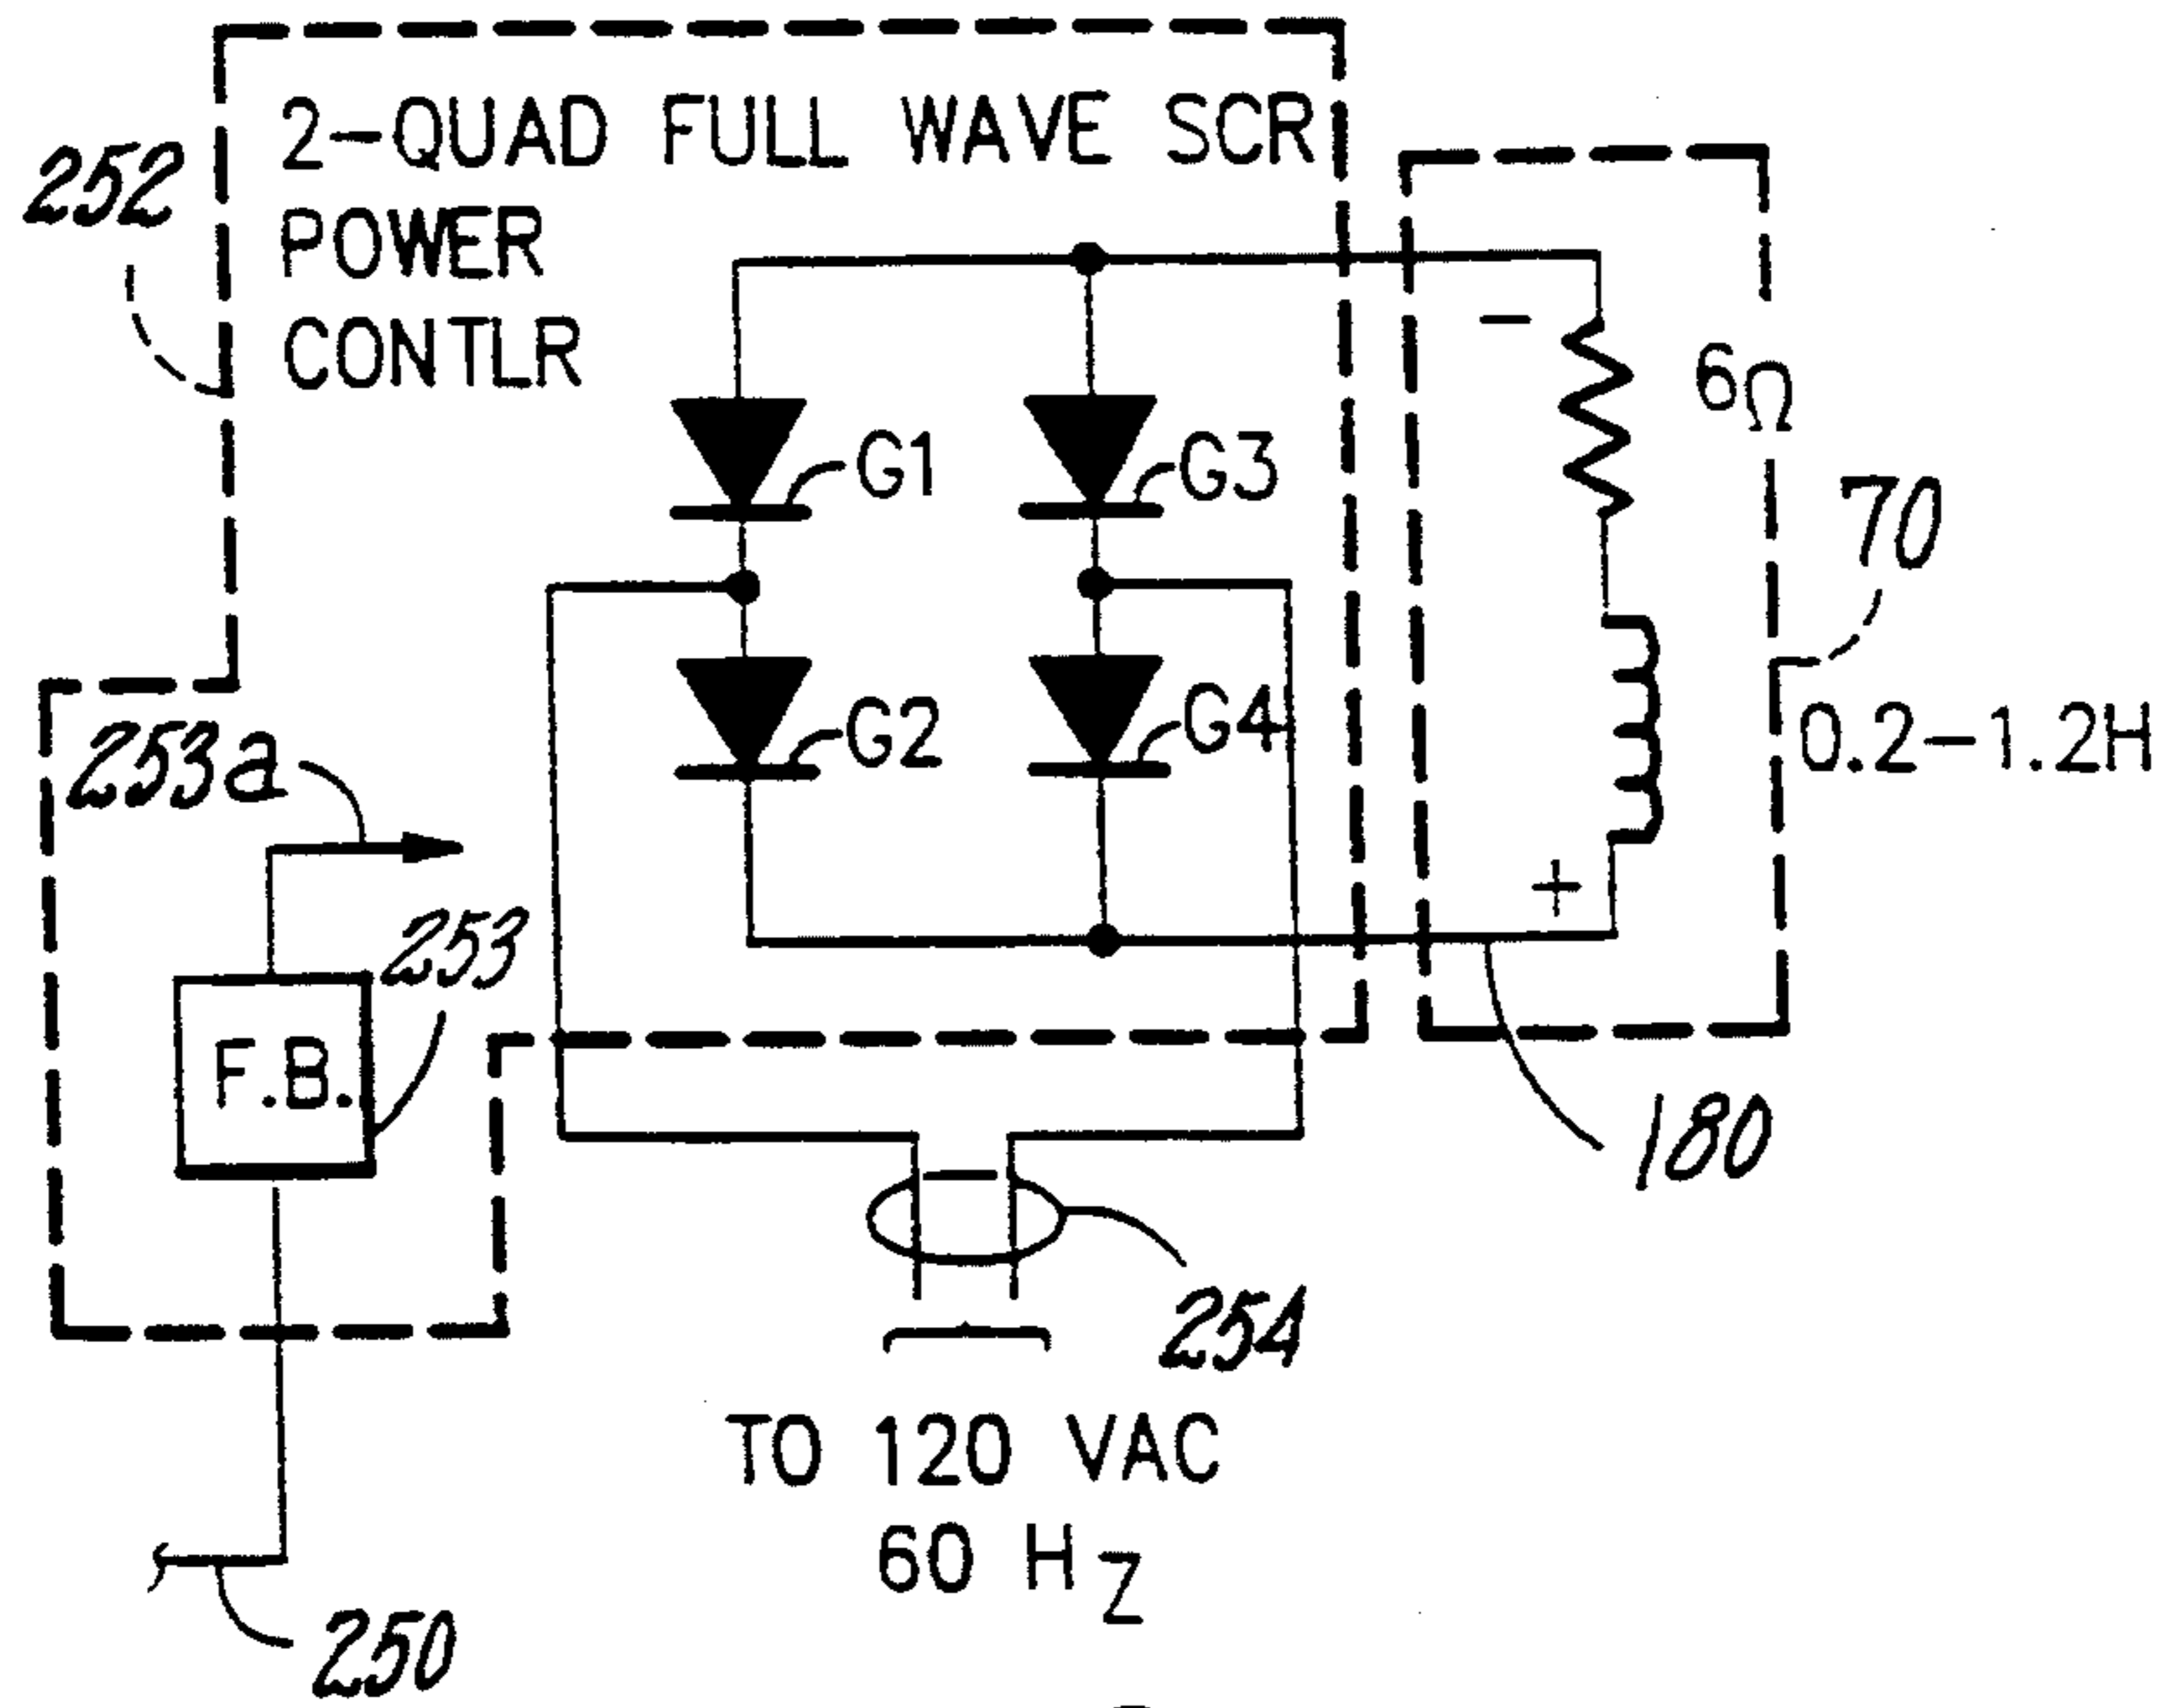 2-QUAD FULL WAVE SCR
POWER
CONTLR
252
-
6Ω
G1
G3
70
G2
G4
0.2-1.2H
253a
+
253
F.B.
180
254
TO 120 VAC
60 HZ
250